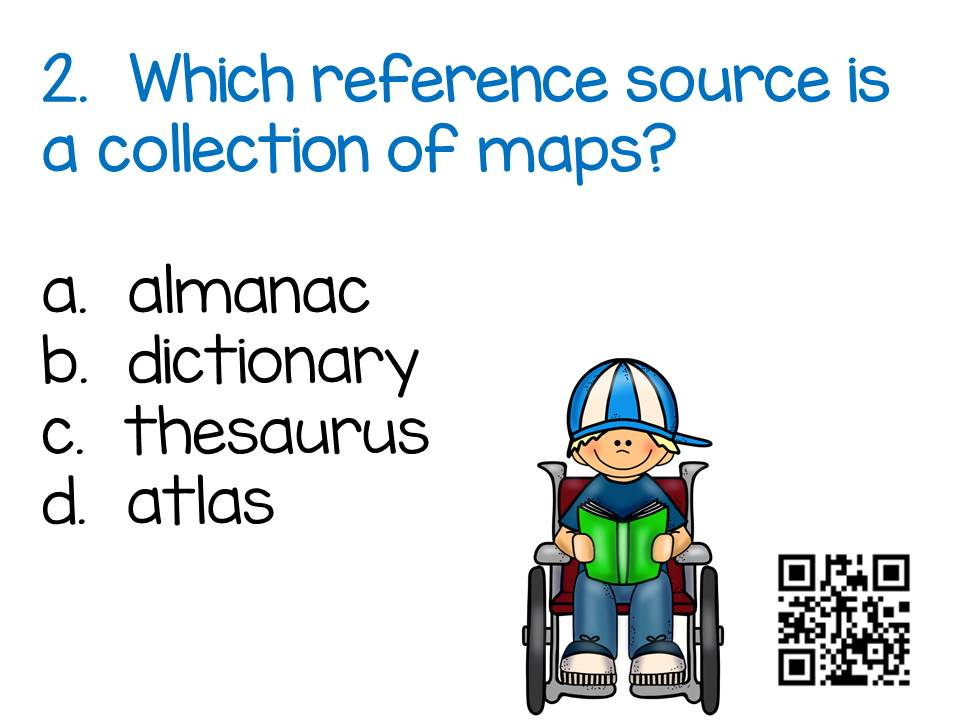 2. Which reference source is
a collection of maps?
a. almanac
b. dictionary
c. thesaurus
d. atlas